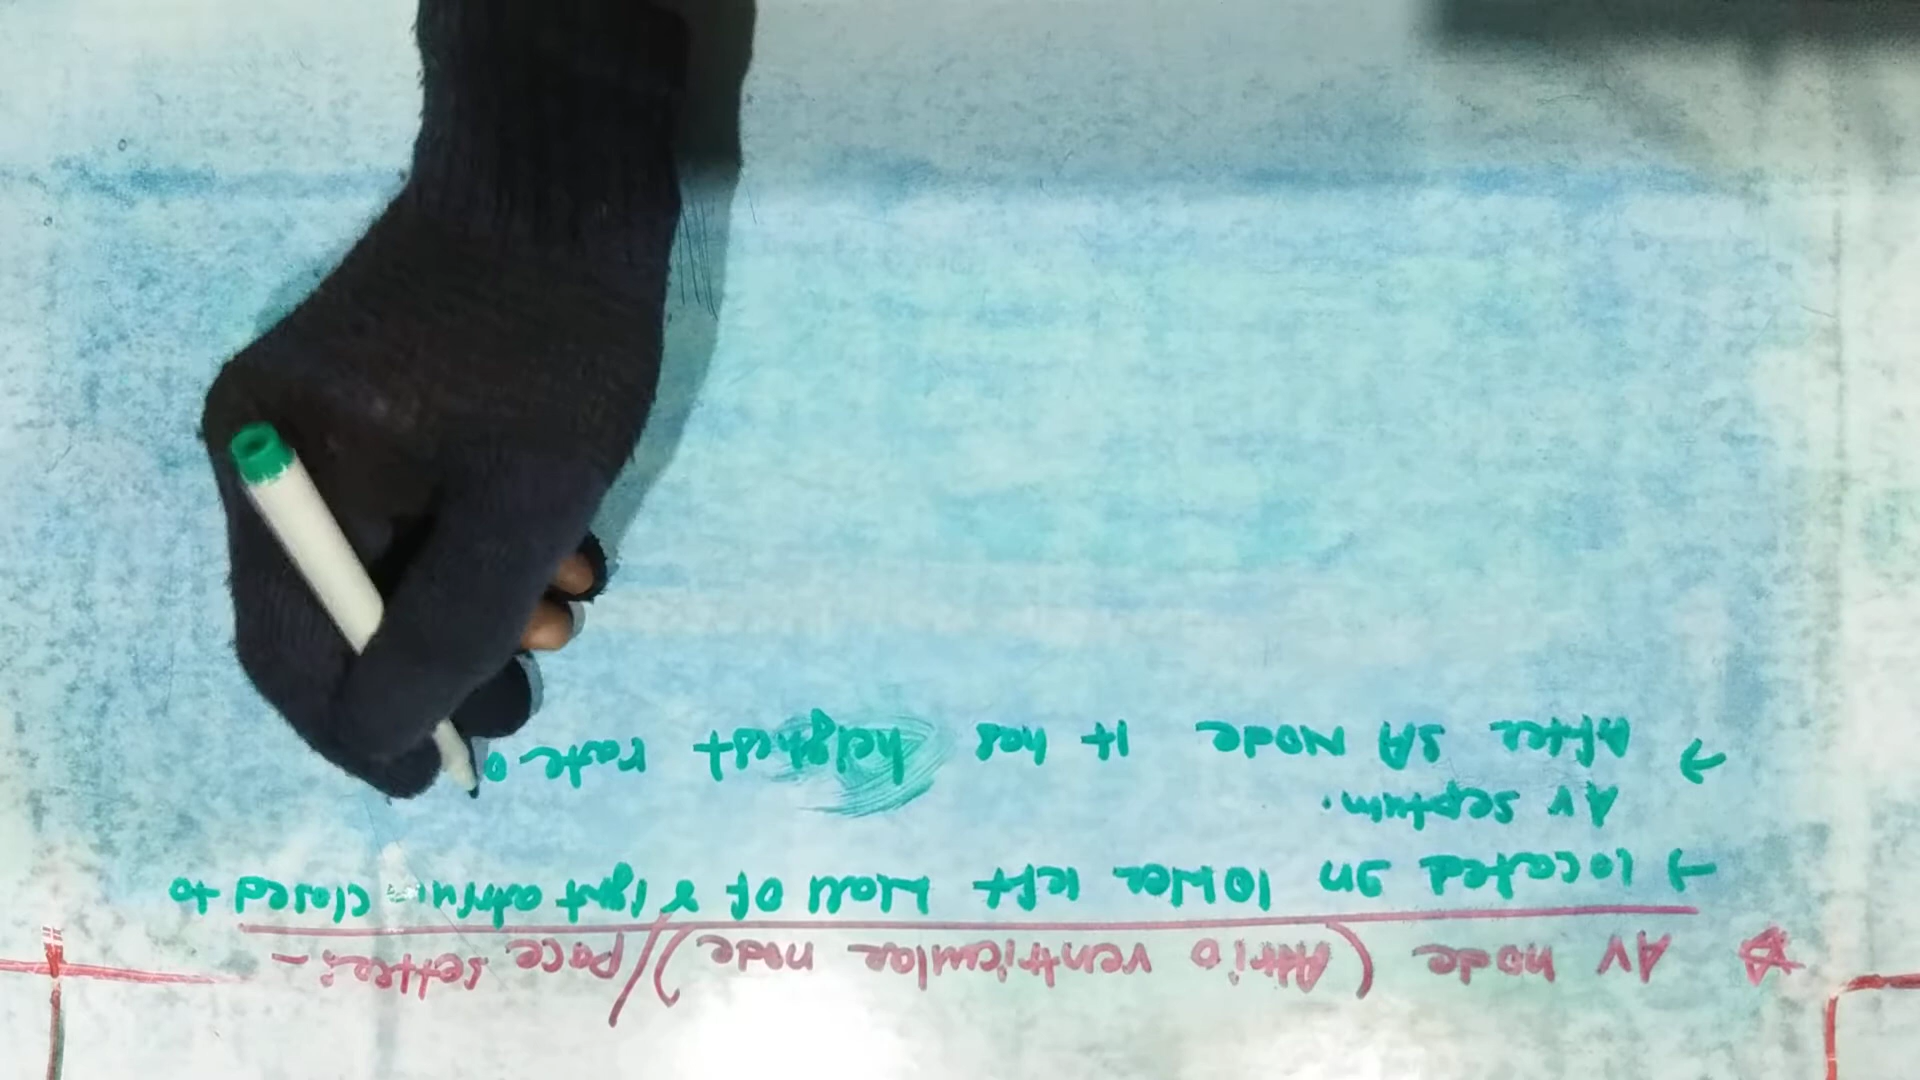 ☆ AV node (Atrio ventricular node)/pace setter:-
→ located in lower left wall of right atrium closed to
AV septum.
→ After SA Node it has heighest rate o